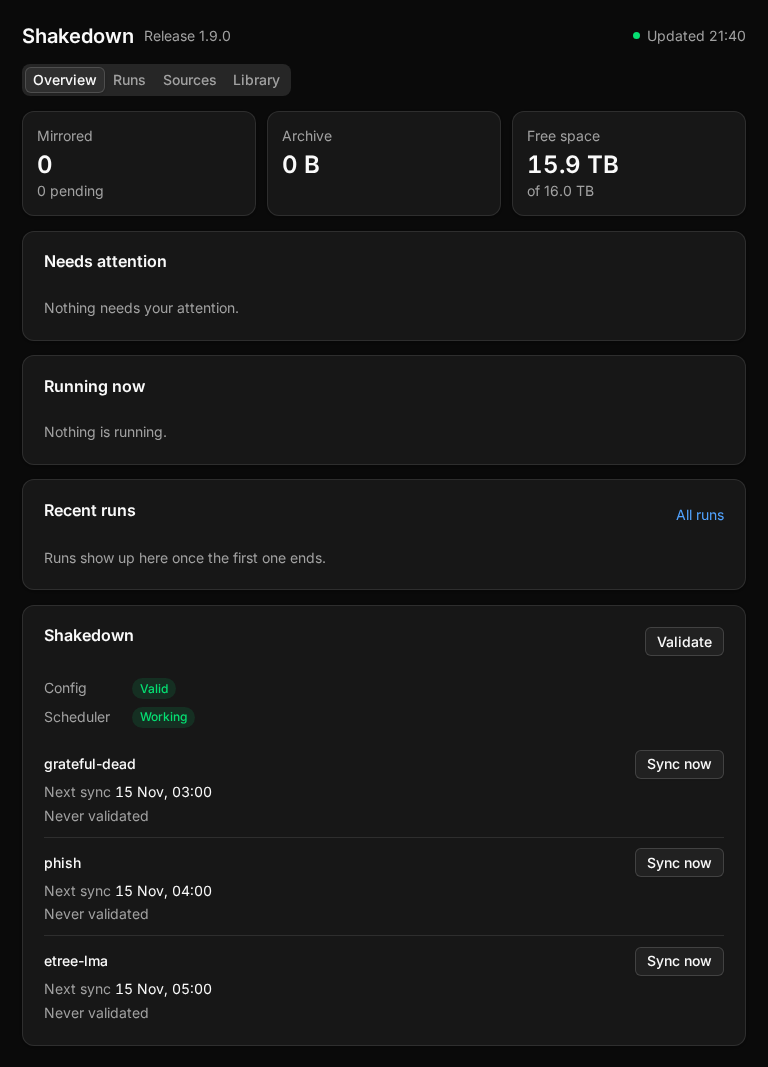 Shakedown Release 1.9.0 Updated 21:40
Overview Runs Sources Library
Mirrored
0
0 pending
Archive
0 B
Free space
15.9 TB
of 16.0 TB
Needs attention
Nothing needs your attention.
Running now
Nothing is running.
Recent runs All runs
Runs show up here once the first one ends.
Shakedown Validate
Config Valid
Scheduler Working
grateful-dead Sync now
Next sync 15 Nov, 03:00
Never validated
phish Sync now
Next sync 15 Nov, 04:00
Never validated
etree-lma Sync now
Next sync 15 Nov, 05:00
Never validated